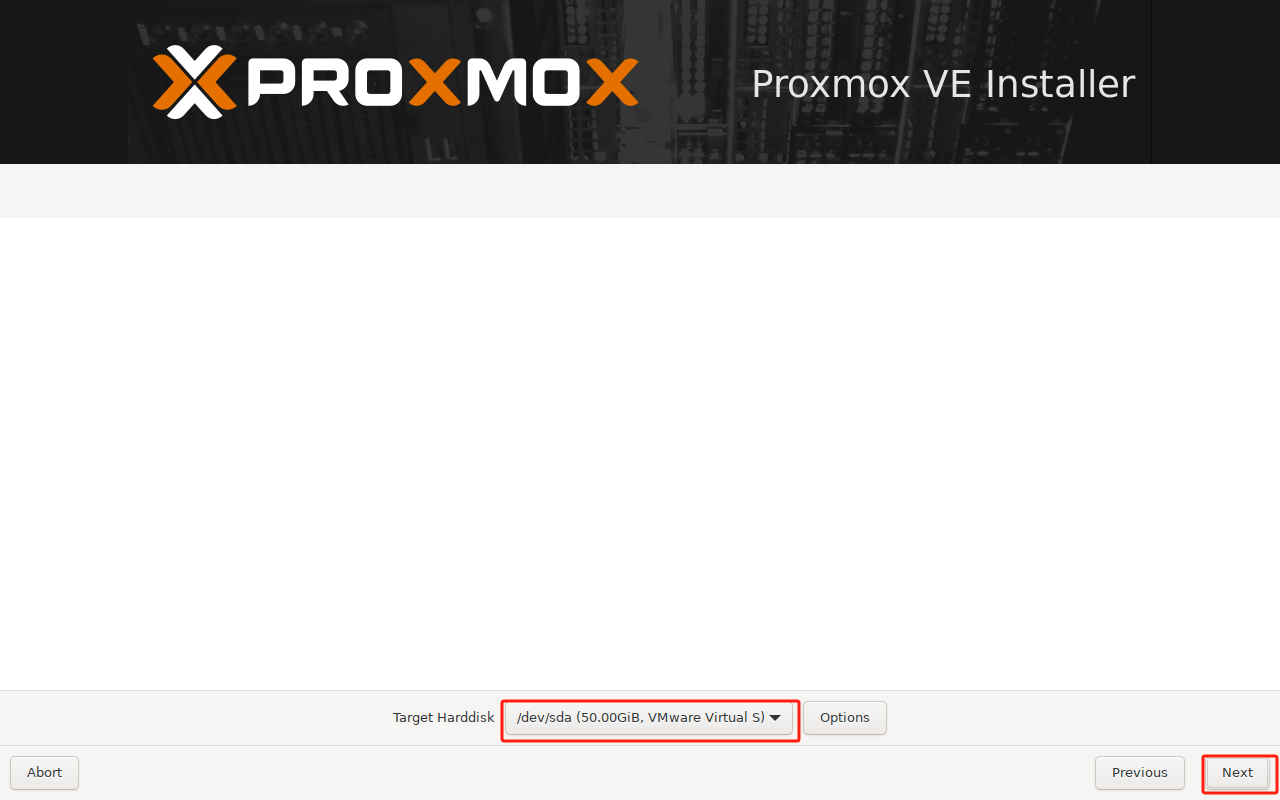 PROXMOX
Proxmox VE Installer
Target Harddisk /dev/sda (50.00GiB, VMware Virtual S) Options
Abort Previous Next